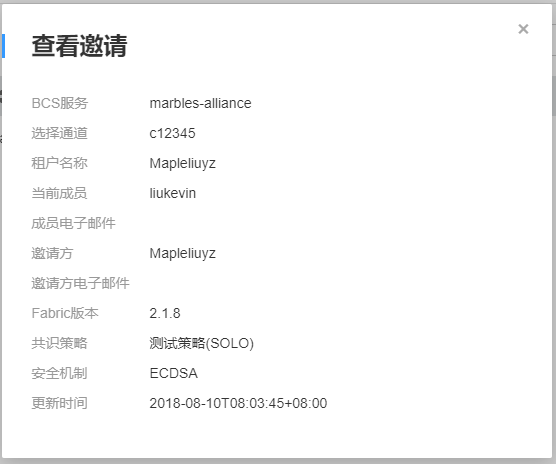 查看邀请
×
BCS服务 marbles-alliance
选择通道 c12345
租户名称 Mapleliuyz
当前成员 liukevin
成员电子邮件
邀请方 Mapleliuyz
邀请方电子邮件
Fabric版本 2.1.8
共识策略 测试策略(SOLO)
安全机制 ECDSA
更新时间 2018-08-10T08:03:45+08:00